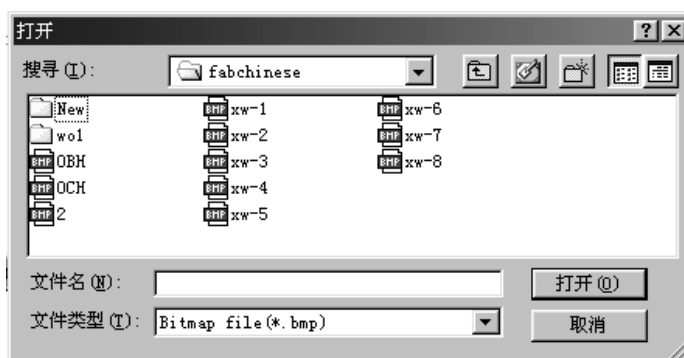 打开
搜寻(I): fabchinese
New
wo1
OBH
OCH
2
xw-1
xw-2
xw-3
xw-4
xw-5
xw-6
xw-7
xw-8
文件名(N): 打开(O)
文件类型(T): Bitmap file(*.bmp) 取消